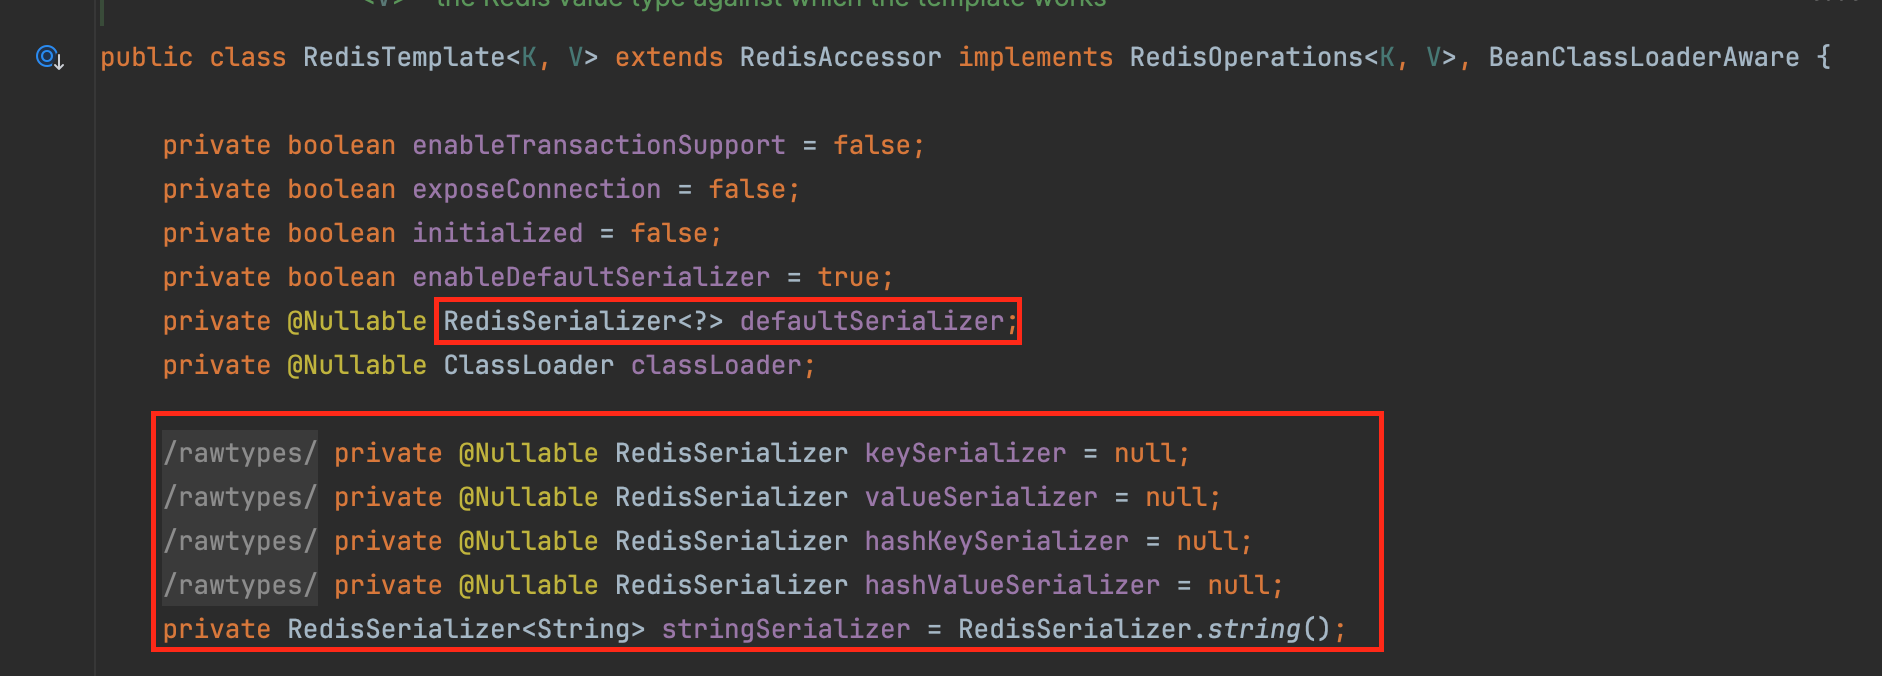 <V> the Redis value type against which the template works
public class RedisTemplate<K, V> extends RedisAccessor implements RedisOperations<K, V>, BeanClassLoaderAware {
private boolean enableTransactionSupport = false;
private boolean exposeConnection = false;
private boolean initialized = false;
private boolean enableDefaultSerializer = true;
private @Nullable RedisSerializer<?> defaultSerializer;
private @Nullable ClassLoader classLoader;
/rawtypes/ private @Nullable RedisSerializer keySerializer = null;
/rawtypes/ private @Nullable RedisSerializer valueSerializer = null;
/rawtypes/ private @Nullable RedisSerializer hashKeySerializer = null;
/rawtypes/ private @Nullable RedisSerializer hashValueSerializer = null;
private RedisSerializer<String> stringSerializer = RedisSerializer.string();